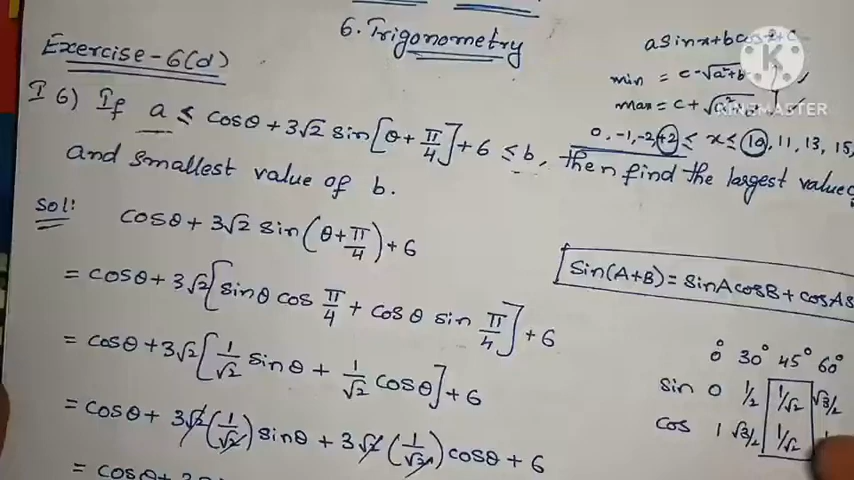 6. Trigonometry
Exercise-6(d)
I 6) If a ≤ cosθ + 3√2 sin[θ + π/4] + 6 ≤ b, then find the largest value
and smallest value of b.
Sol:
cosθ + 3√2 sin(θ + π/4) + 6
= cosθ + 3√2 [sinθ cos π/4 + cosθ sin π/4] + 6
= cosθ + 3√2 [1/√2 sinθ + 1/√2 cosθ] + 6
= cosθ + 3√2 (1/√2) sinθ + 3√2 (1/√2) cosθ + 6
= cosθ +
asinx + b
min = c - √a²+b
max = c + √a²
KINEMASTER
0, -1, -2, +2 ≤ x ≤ 10, 11, 13, 15,
Sin(A+B) = sinA cosB + cosA
0° 30° 45° 60°
sin 0 1/2 1/√2 √3/2
cos 1 √3/2 1/√2